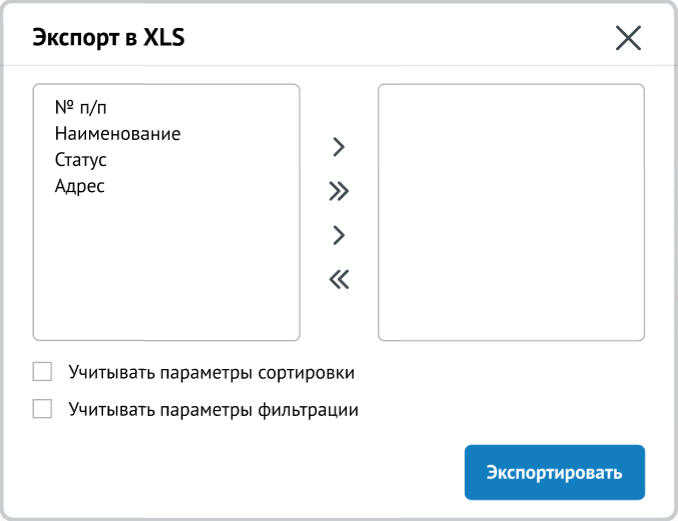 Экспорт в XLS
№ п/п
Наименование
Статус
Адрес
Учитывать параметры сортировки
Учитывать параметры фильтрации
Экспортировать